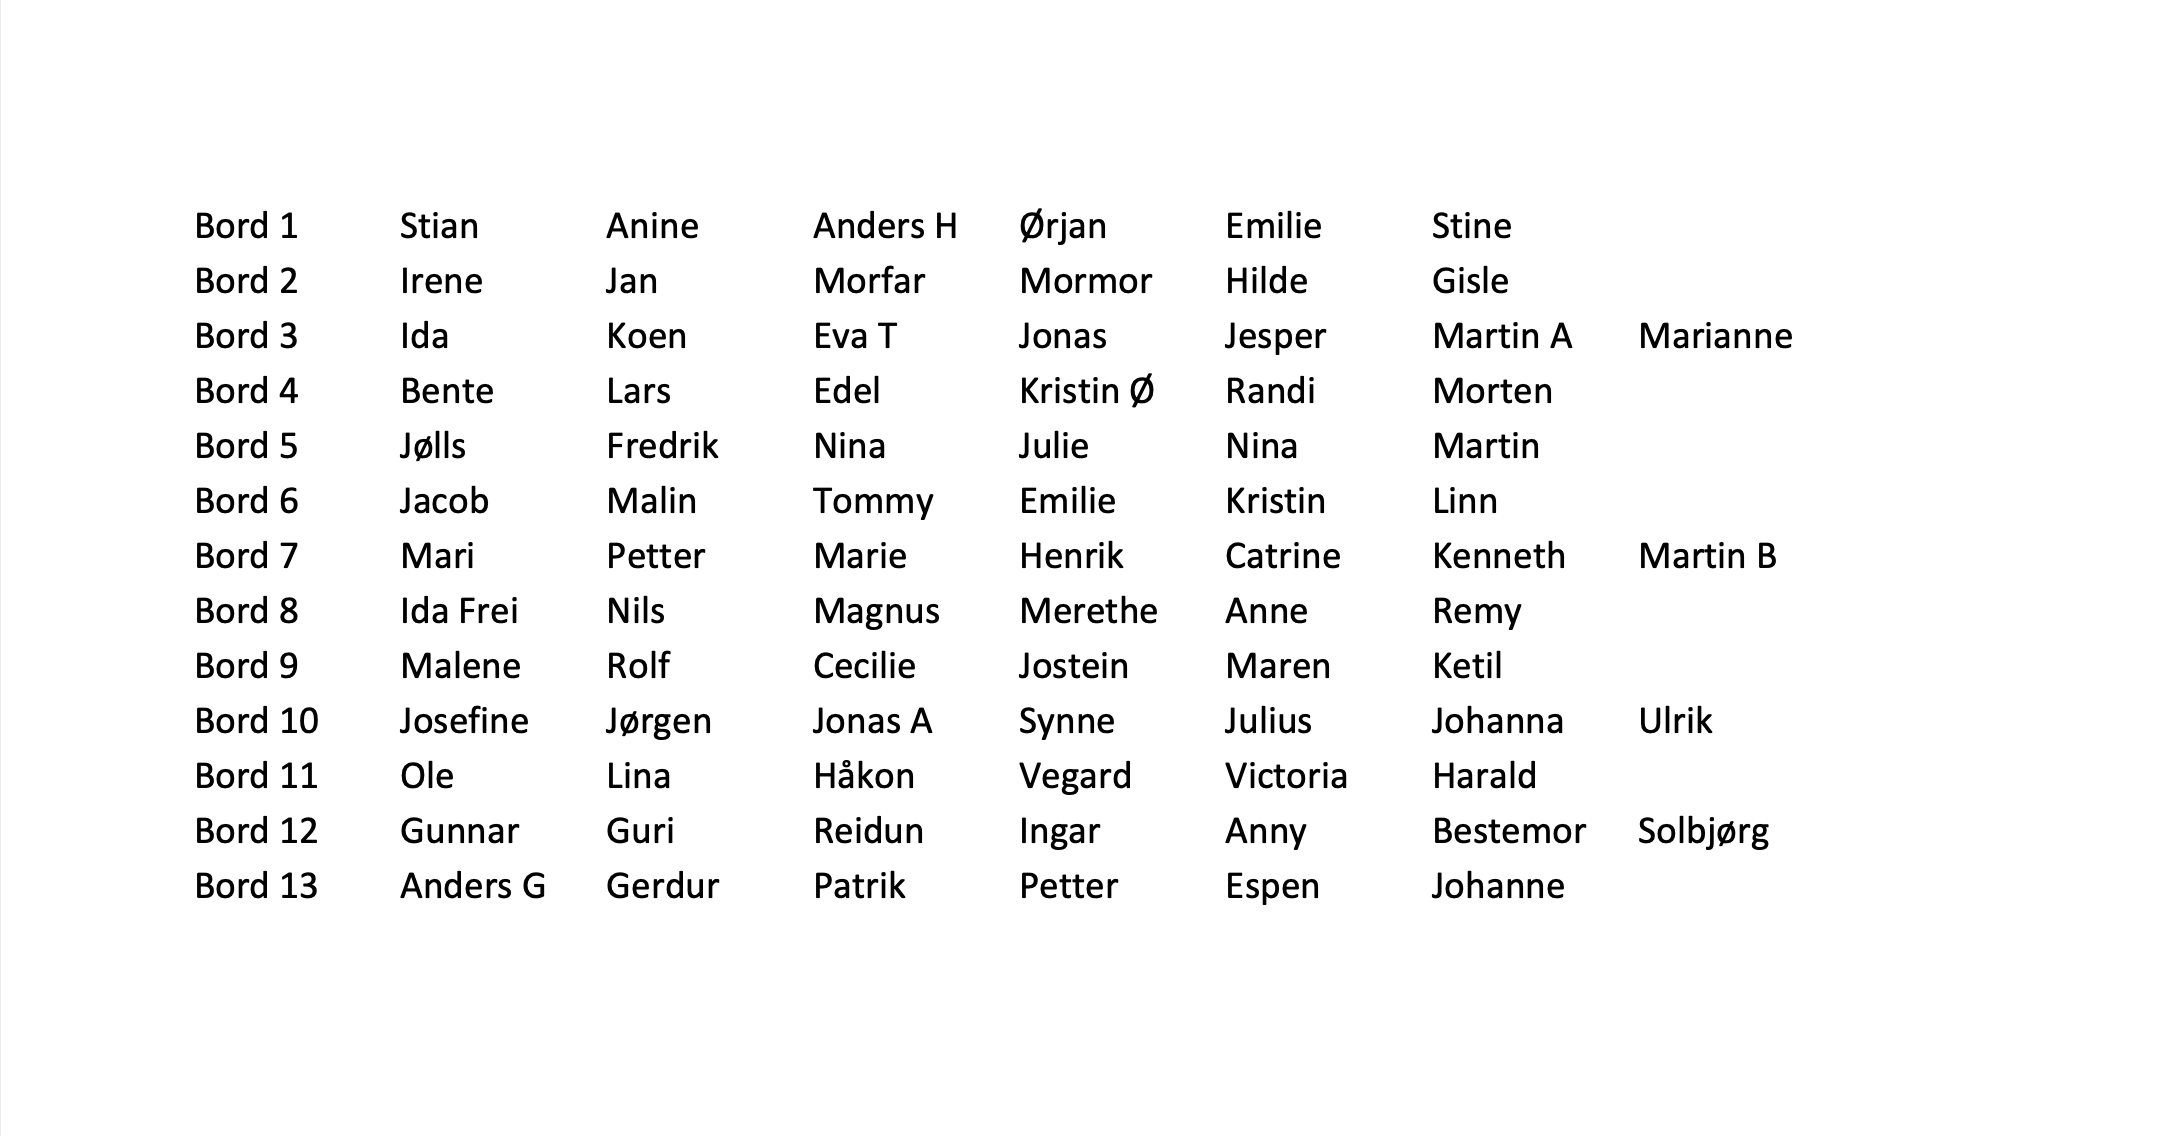 Bord 1 Stian Anine Anders H Ørjan Emilie Stine
Bord 2 Irene Jan Morfar Mormor Hilde Gisle
Bord 3 Ida Koen Eva T Jonas Jesper Martin A Marianne
Bord 4 Bente Lars Edel Kristin Ø Randi Morten
Bord 5 Jølls Fredrik Nina Julie Nina Martin
Bord 6 Jacob Malin Tommy Emilie Kristin Linn
Bord 7 Mari Petter Marie Henrik Catrine Kenneth Martin B
Bord 8 Ida Frei Nils Magnus Merethe Anne Remy
Bord 9 Malene Rolf Cecilie Jostein Maren Ketil
Bord 10 Josefine Jørgen Jonas A Synne Julius Johanna Ulrik
Bord 11 Ole Lina Håkon Vegard Victoria Harald
Bord 12 Gunnar Guri Reidun Ingar Anny Bestemor Solbjørg
Bord 13 Anders G Gerdur Patrik Petter Espen Johanne